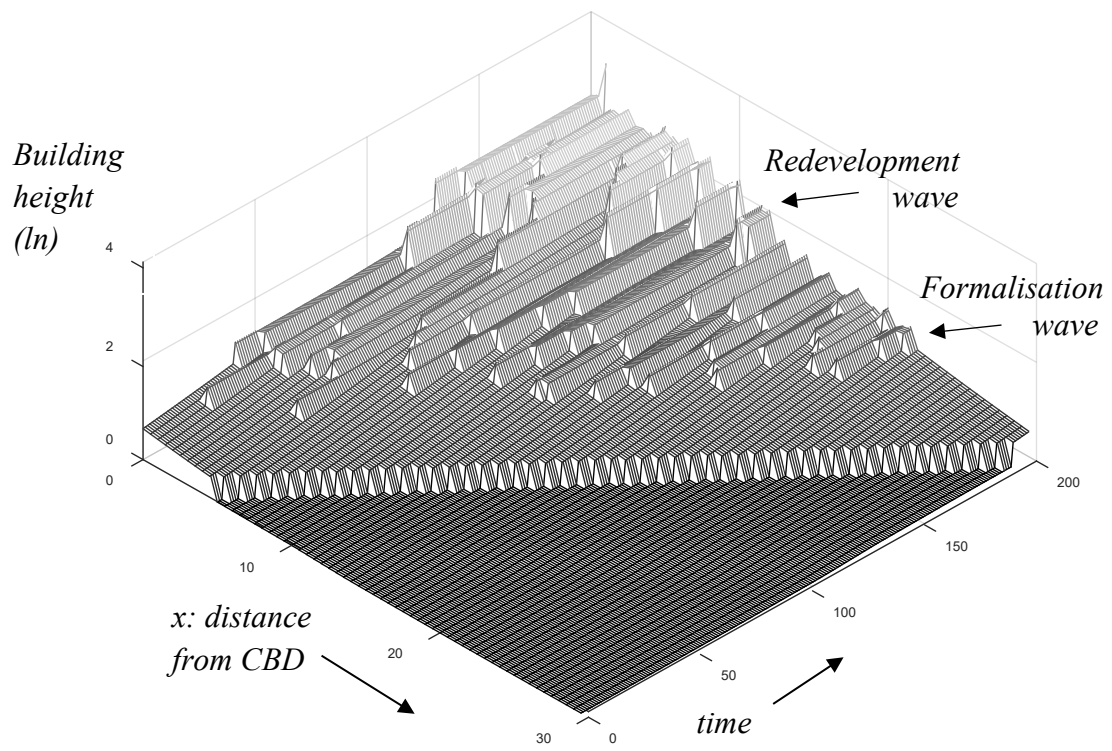 Building
height
(ln)
4
2
0
0
10
20
30
x: distance
from CBD
0
50
100
150
200
time
Redevelopment
wave
Formalisation
wave